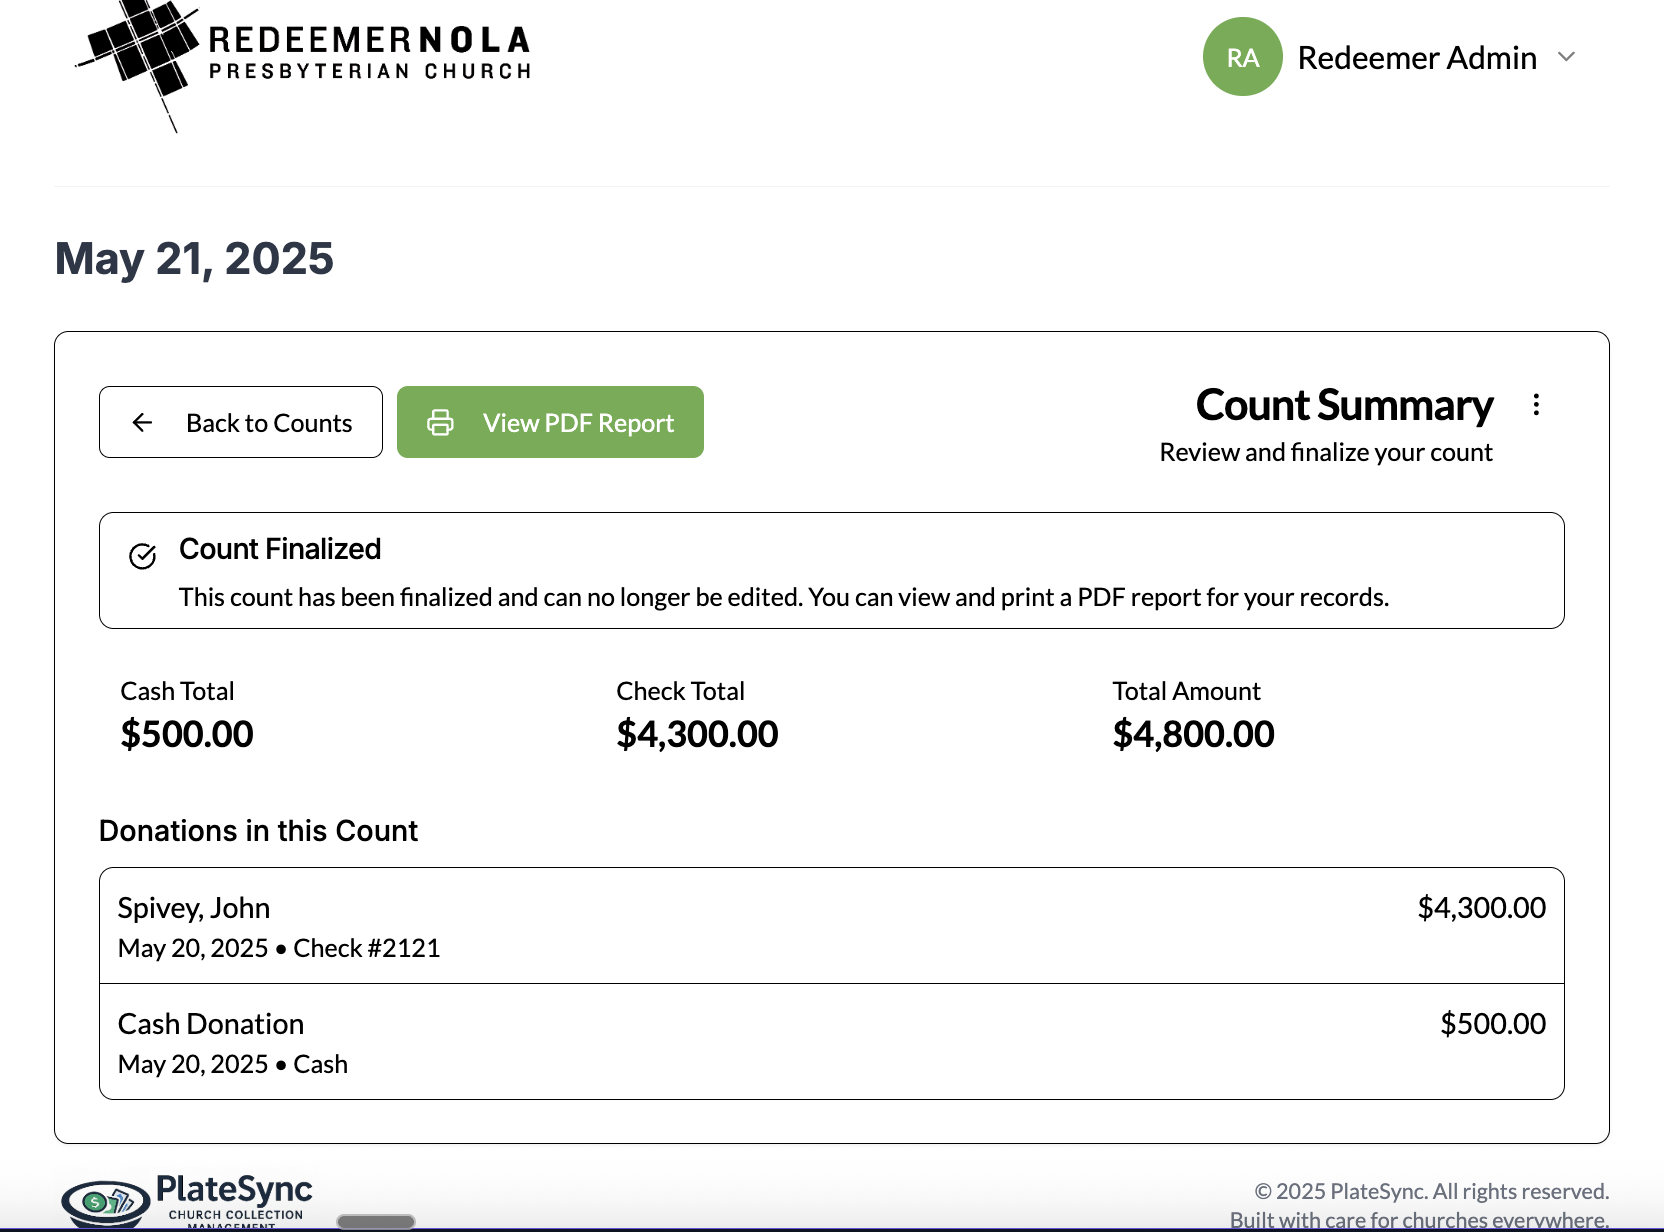 REDEEMERNOLA
PRESBYTERIAN CHURCH
RA
Redeemer Admin
May 21, 2025
Back to Counts
View PDF Report
Count Summary
Review and finalize your count
Count Finalized
This count has been finalized and can no longer be edited. You can view and print a PDF report for your records.
Cash Total
$500.00
Check Total
$4,300.00
Total Amount
$4,800.00
Donations in this Count
Spivey, John
$4,300.00
May 20, 2025 • Check #2121
Cash Donation
$500.00
May 20, 2025 • Cash
$
PlateSync
CHURCH COLLECTION
MANAGEMENT
© 2025 PlateSync. All rights reserved.
Built with care for churches everywhere.